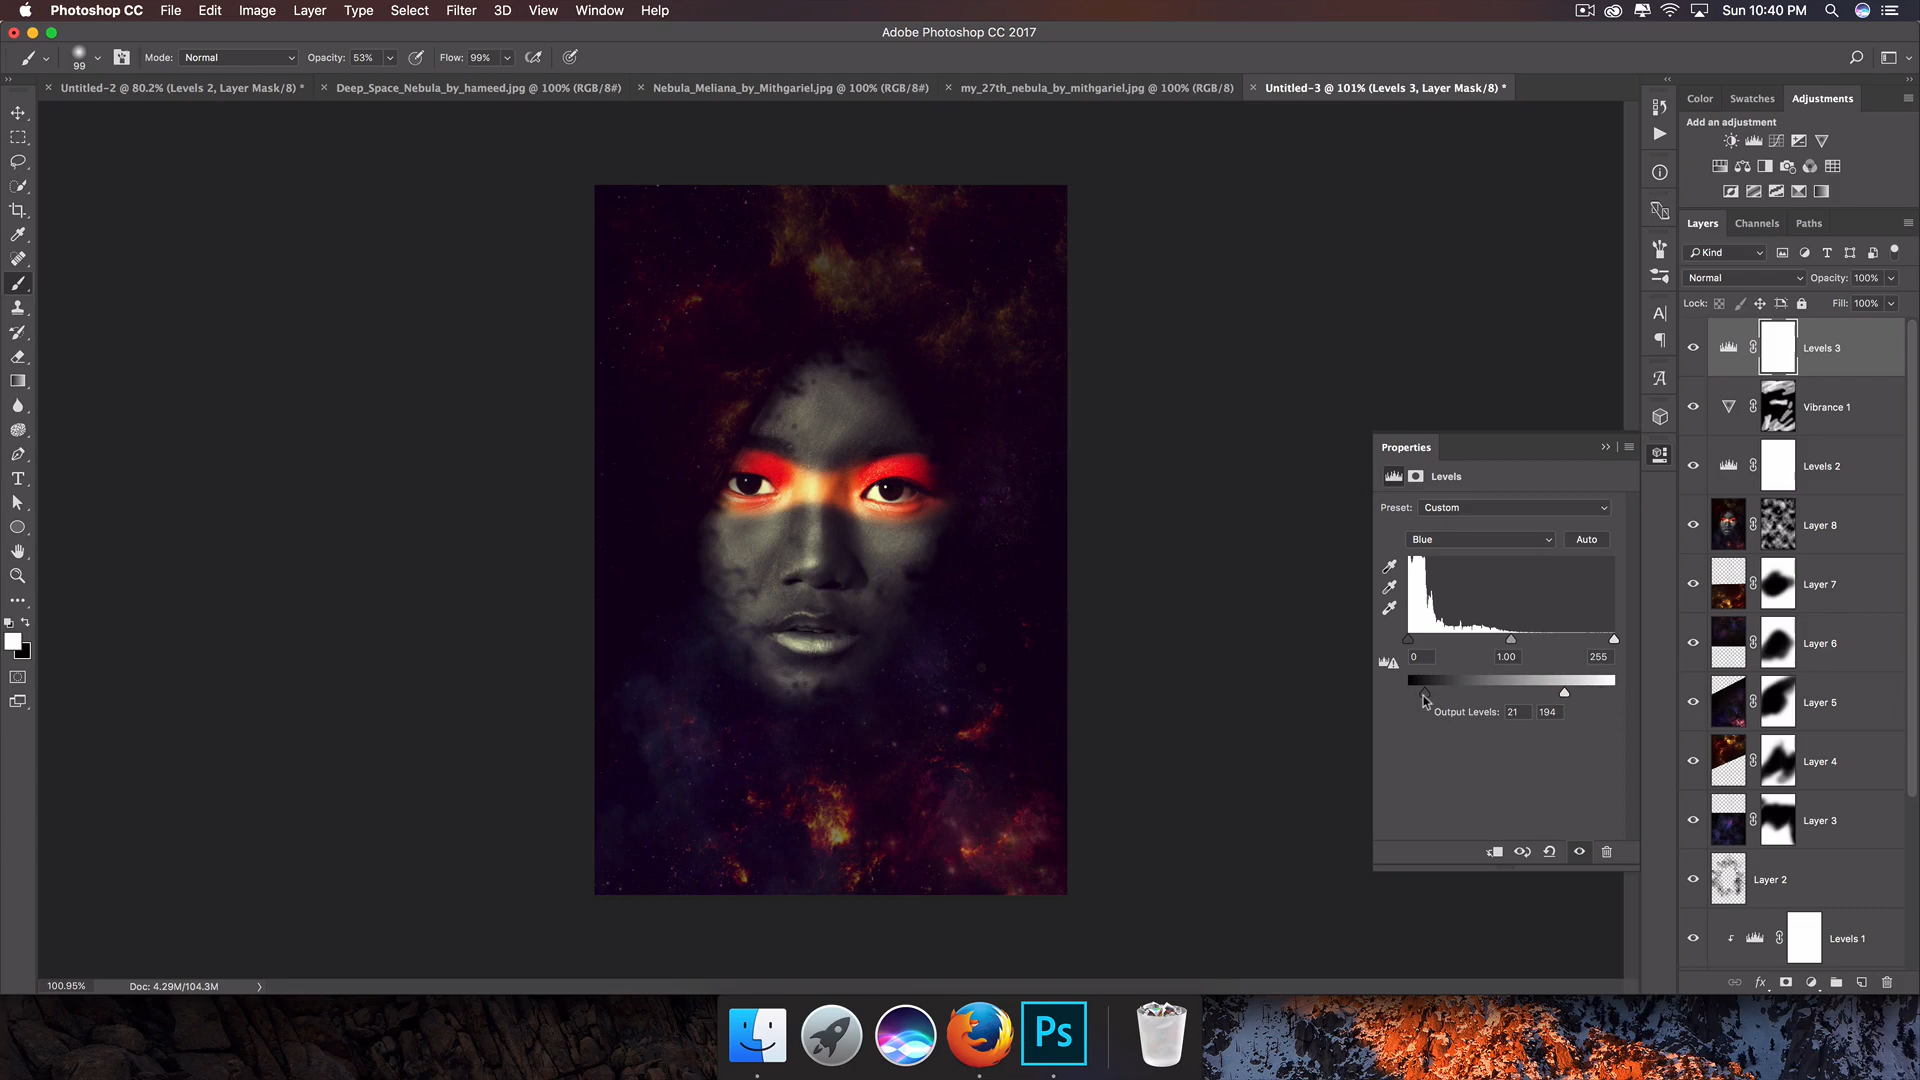 Photoshop CC File Edit Image Layer Type Select Filter 3D View Window Help Sun 10:40 PM
Adobe Photoshop CC 2017
99 Mode: Normal Opacity: 53% Flow: 99%
Untitled-2 @ 80.2% (Levels 2, Layer Mask/8) * Deep_Space_Nebula_by_hameed.jpg @ 100% (RGB/8#) Nebula_Meliana_by_Mithgariel.jpg @ 100% (RGB/8#) my_27th_nebula_by_mithgariel.jpg @ 100% (RGB/8) Untitled-3 @ 101% (Levels 3, Layer Mask/8) *
Color Swatches Adjustments
Add an adjustment
Layers Channels Paths
Kind
Normal Opacity: 100%
Lock: Fill: 100%
Levels 3
Vibrance 1
Levels 2
Layer 8
Layer 7
Layer 6
Layer 5
Layer 4
Layer 3
Layer 2
Levels 1
fx
Properties
Levels
Preset: Custom
Blue Auto
0 1.00 255
Output Levels: 21 194
100.95% Doc: 4.29M/104.3M
Ps